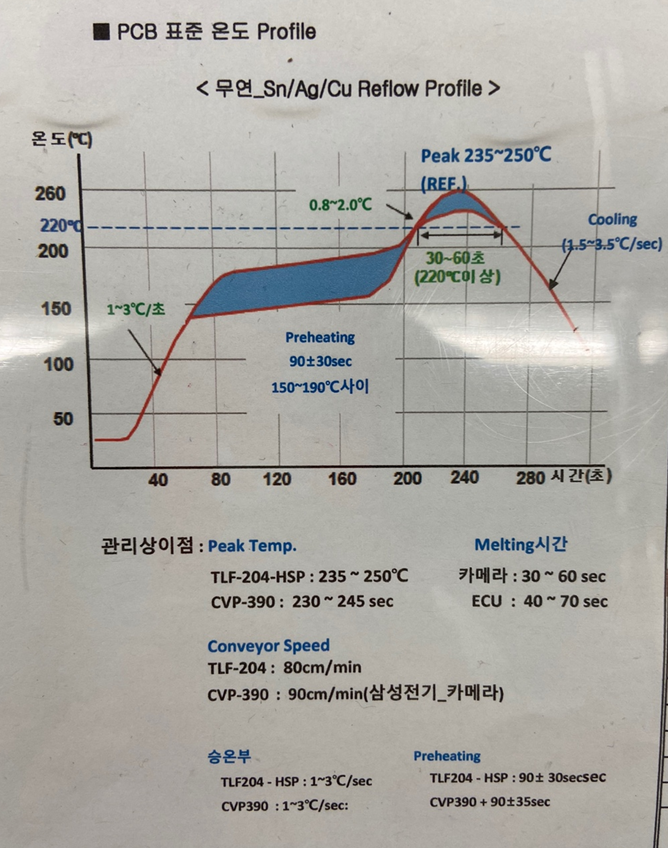 ■ PCB 표준 온도 Profile
< 무연_Sn/Ag/Cu Reflow Profile >
온도(℃)
Peak 235~250℃
(REF.)
260
0.8~2.0℃
220℃
Cooling
(1.5~3.5℃/sec)
200
30~60초
(220℃이상)
150
1~3℃/초
Preheating
90±30sec
150~190℃사이
100
50
40 80 120 160 200 240 280 시간(초)
관리상이점 : Peak Temp. Melting시간
TLF-204-HSP : 235 ~ 250℃ 카메라 : 30 ~ 60 sec
CVP-390 : 230 ~ 245 sec ECU : 40 ~ 70 sec
Conveyor Speed
TLF-204 : 80cm/min
CVP-390 : 90cm/min(삼성전기_카메라)
승온부 Preheating
TLF204 - HSP : 1~3℃/sec TLF204 - HSP : 90± 30secsec
CVP390 : 1~3℃/sec: CVP390 + 90±35sec